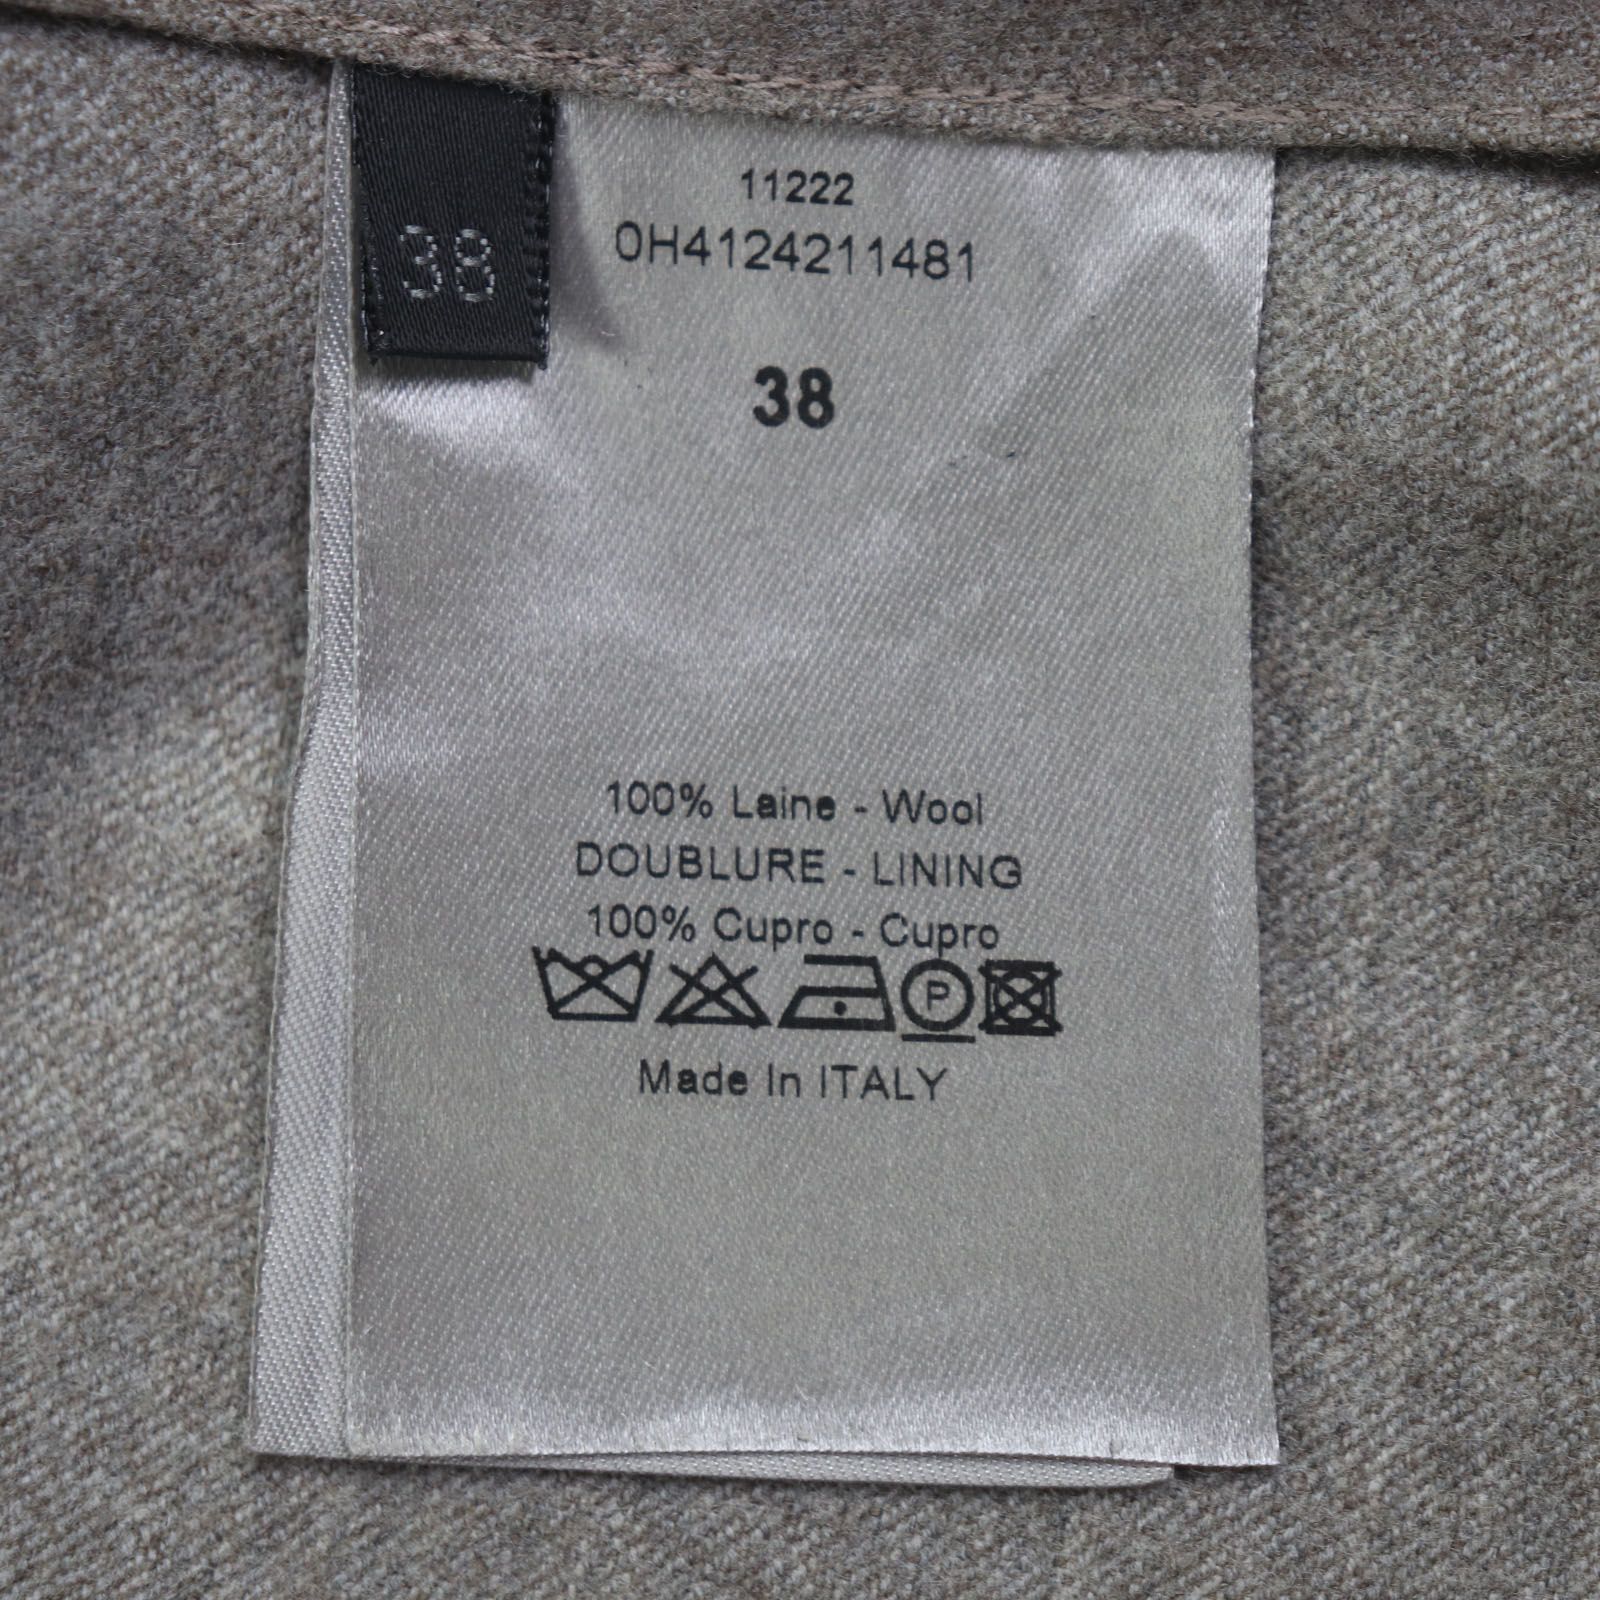 38
11222
0H4124211481
38
100% Laine - Wool
DOUBLURE - LINING
100% Cupro - Cupro
P
Made In ITALY